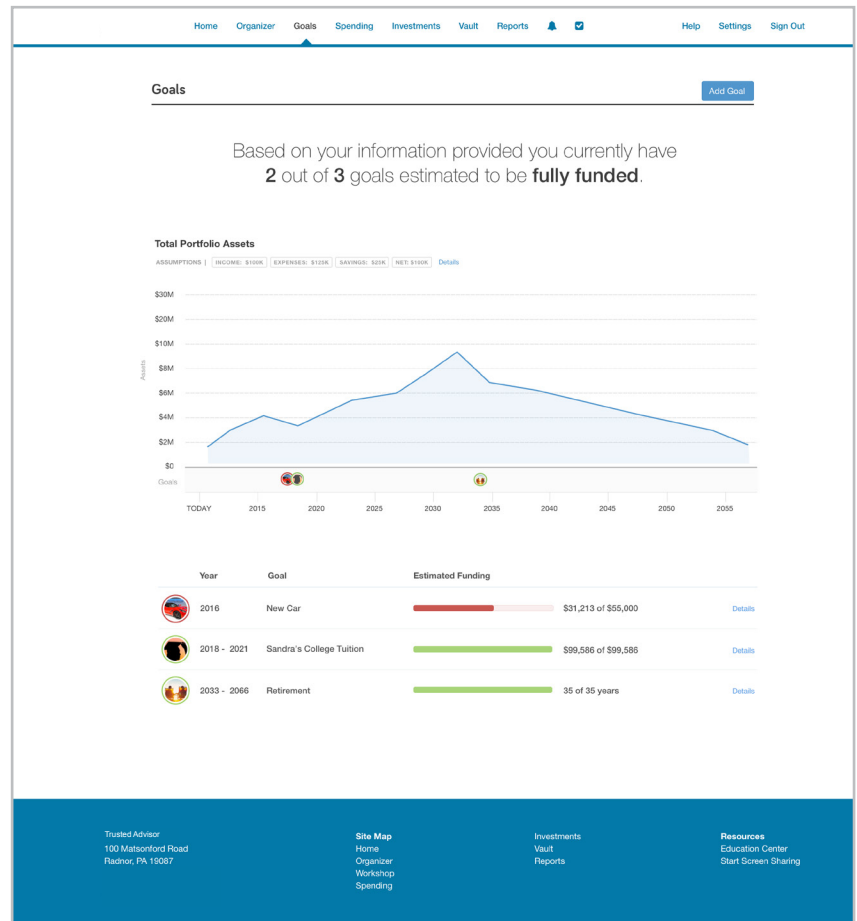 Home Organizer Goals Spending Investments Vault Reports Help Settings Sign Out
Goals
Add Goal
Based on your information provided you currently have
2 out of 3 goals estimated to be fully funded.
Total Portfolio Assets
ASSUMPTIONS | INCOME: $100K EXPENSES: $125K SAVINGS: $25K NET: $100K Details
$30M
$20M
$10M
$8M
$6M
$4M
$2M
$0
Assets
Goals
TODAY 2015 2020 2025 2030 2035 2040 2045 2050 2055
Year Goal Estimated Funding
2016 New Car $31,213 of $55,000 Details
2018 - 2021 Sandra's College Tuition $99,586 of $99,586 Details
2033 - 2066 Retirement 35 of 35 years Details
Trusted Advisor
100 Matsonford Road
Radnor, PA 19087
Site Map
Home
Organizer
Workshop
Spending
Investments
Vault
Reports
Resources
Education Center
Start Screen Sharing